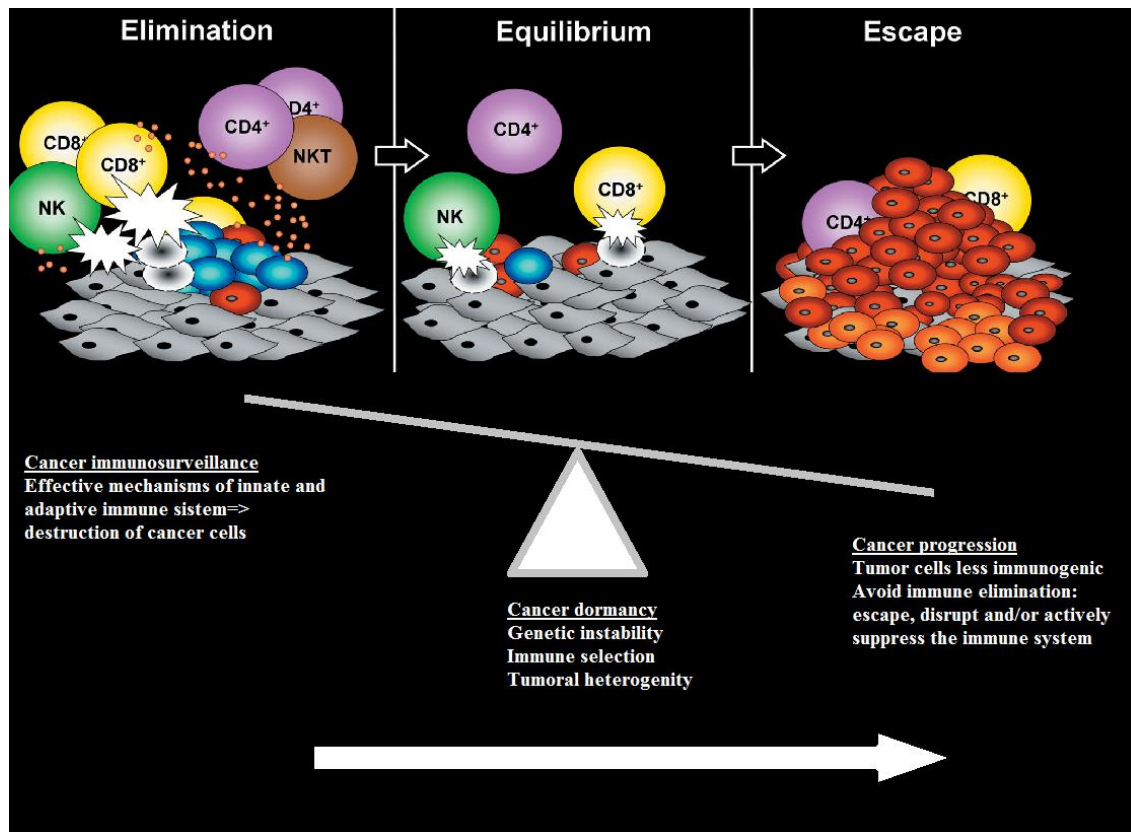 Elimination
Equilibrium
Escape
CD8⁺
CD8⁺
NK
CD4⁺
D4⁺
NKT
CD4⁺
NK
CD8⁺
CD4⁺
CD8⁺
Cancer immunosurveillance
Effective mechanisms of innate and
adaptive immune sistem=>
destruction of cancer cells
Cancer dormancy
Genetic instability
Immune selection
Tumoral heterogenity
Cancer progression
Tumor cells less immunogenic
Avoid immune elimination:
escape, disrupt and/or actively
suppress the immune system